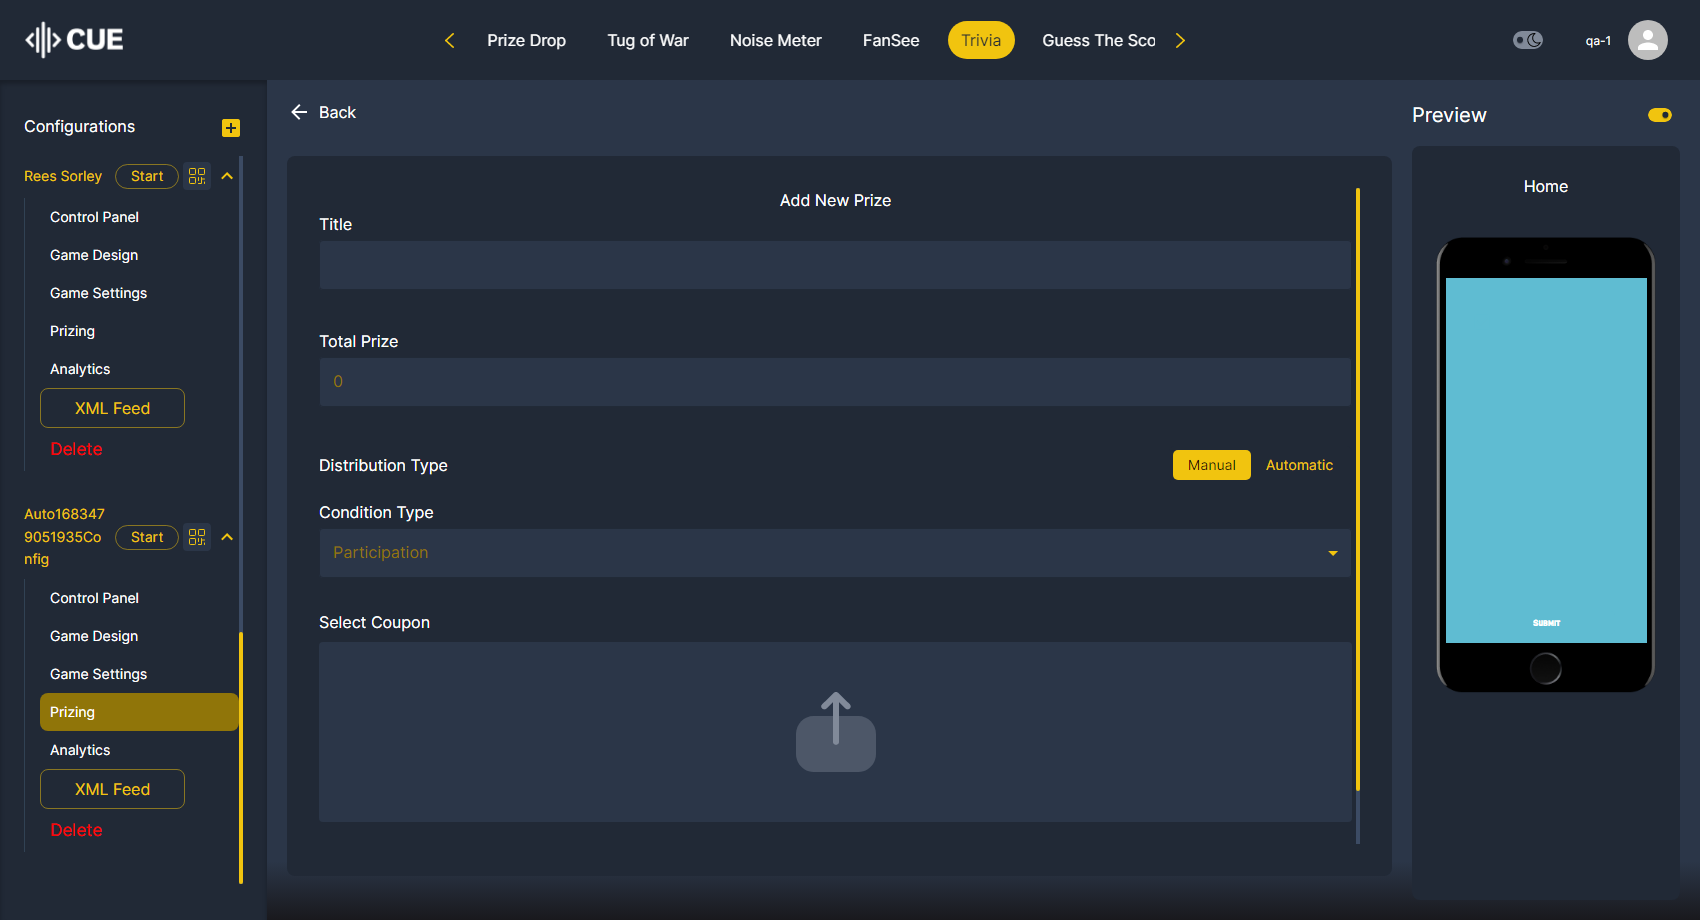 CUE
Prize Drop
Tug of War
Noise Meter
FanSee
Trivia
Guess The Sco
qa-1
Configurations
Rees Sorley
Start
Control Panel
Game Design
Game Settings
Prizing
Analytics
XML Feed
Delete
Auto168347
9051935Co
nfig
Start
Control Panel
Game Design
Game Settings
Prizing
Analytics
XML Feed
Delete
Back
Add New Prize
Title
Total Prize
0
Distribution Type
Manual
Automatic
Condition Type
Participation
Select Coupon
Preview
Home
SUBMIT